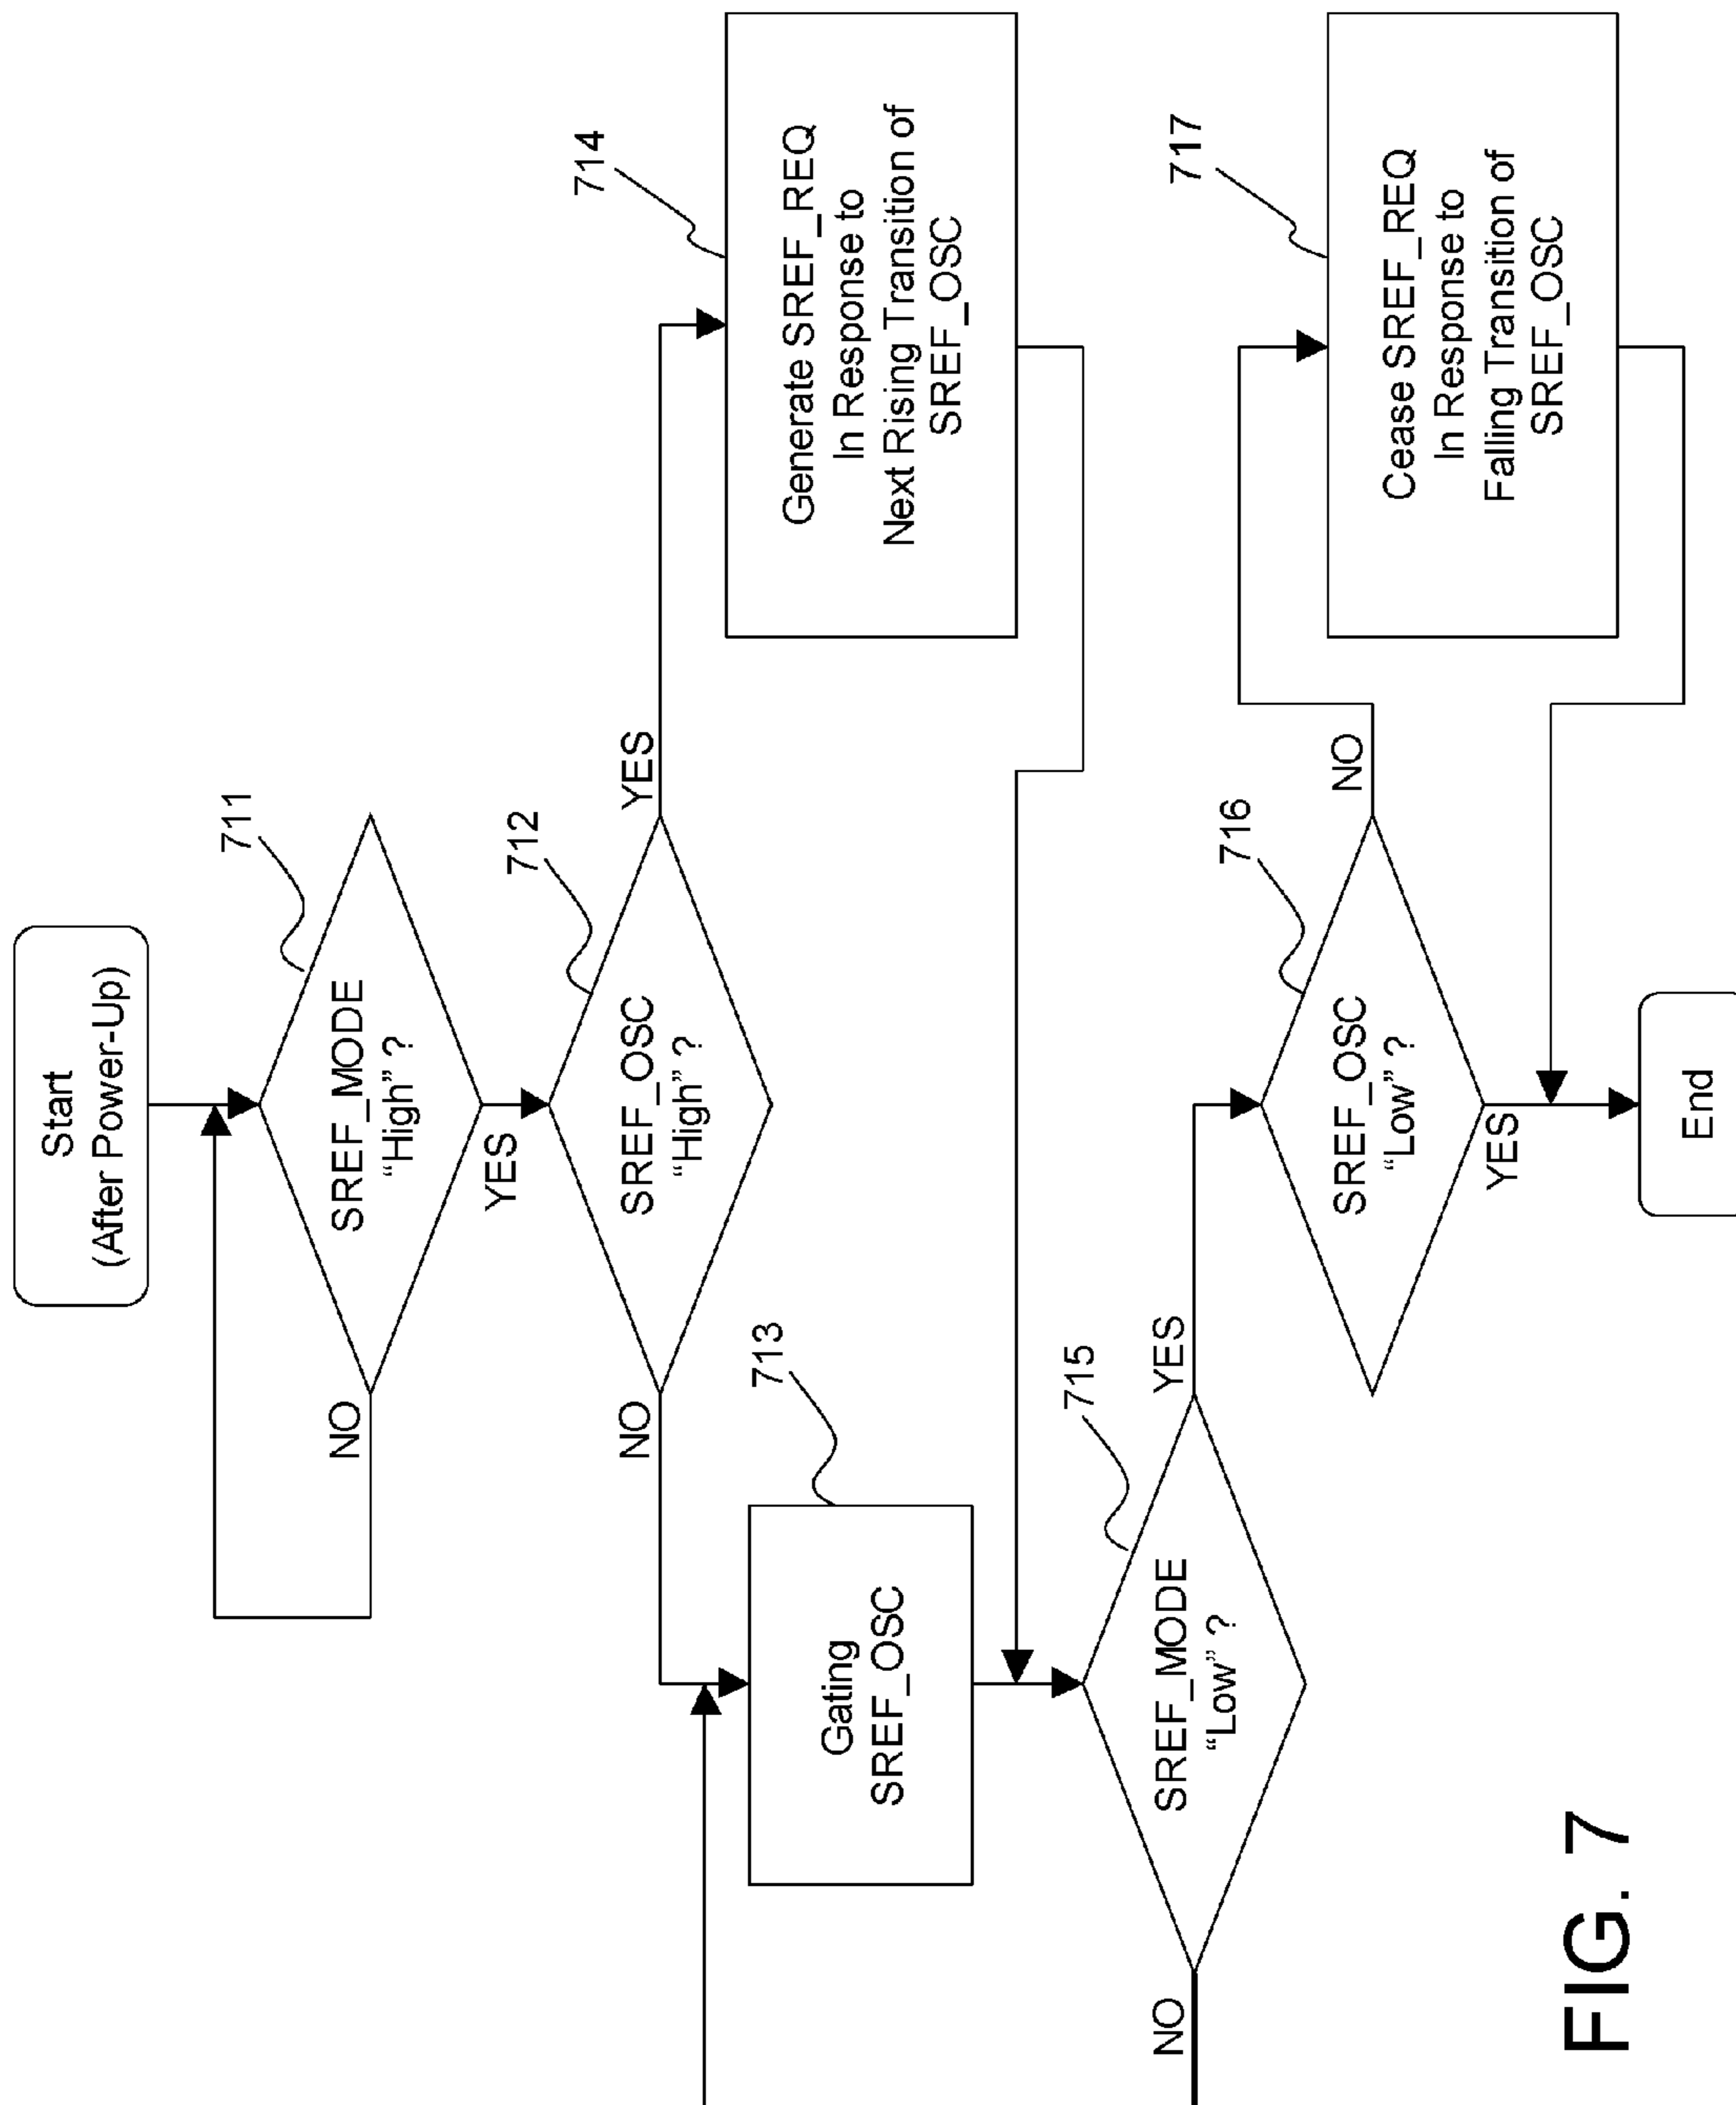 Start
(After Power-Up)
711
SREF_MODE
“High” ?
NO
YES
712
SREF_OSC
“High” ?
NO
YES
713
Gating
SREF_OSC
714
Generate SREF_REQ
In Response to
Next Rising Transition of
SREF_OSC
715
SREF_MODE
“Low” ?
NO
YES
716
SREF_OSC
“Low” ?
NO
YES
717
Cease SREF_REQ
In Response to
Falling Transition of
SREF_OSC
End
FIG. 7